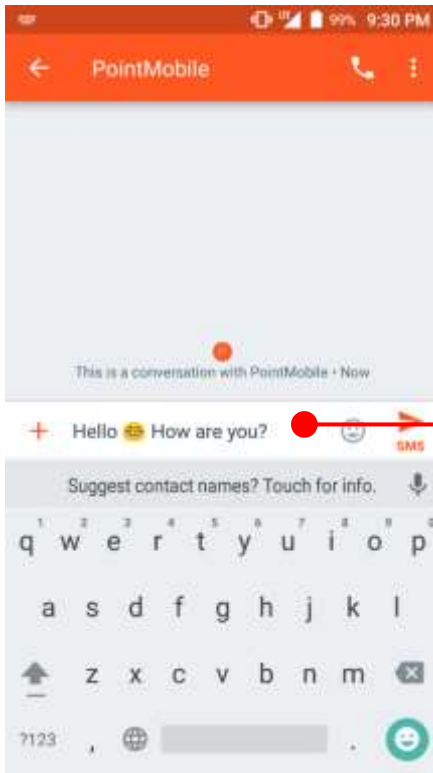 99% 9:30 PM
PointMobile
This is a conversation with PointMobile • Now
Hello 😂 How are you?
SMS
Suggest contact names? Touch for info.
1 2 3 4 5 6 7 8 9 0
q w e r t y u i o p
a s d f g h j k l
z x c v b n m
?123 , .